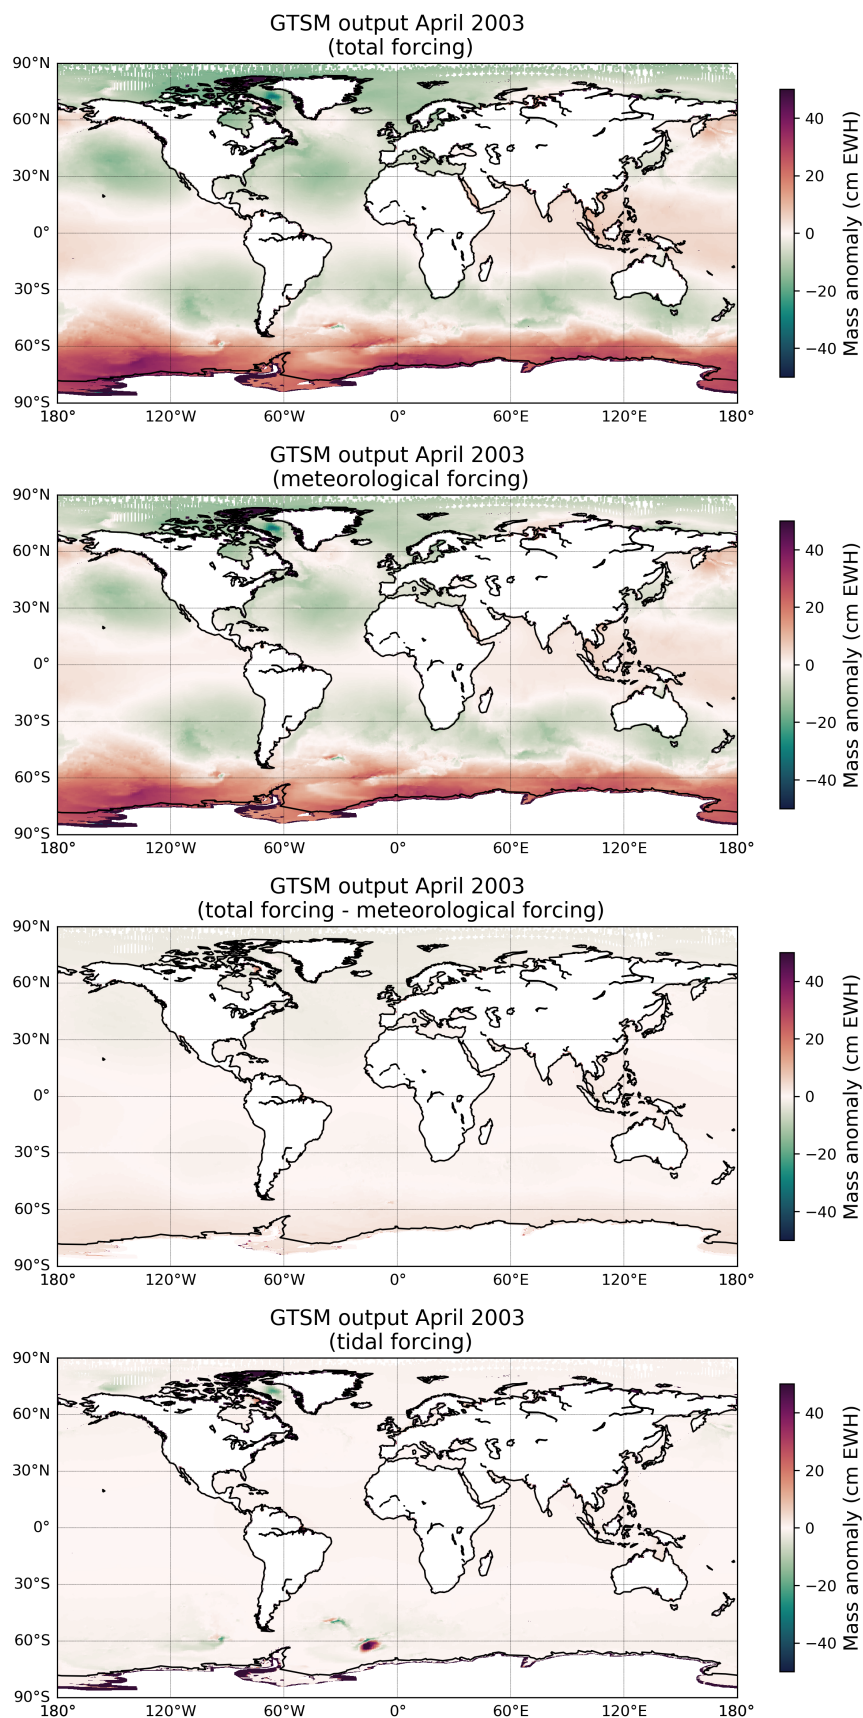 GTSM output April 2003
(total forcing)
90°N
60°N
30°N
0°
30°S
60°S
90°S
180°
120°W
60°W
0°
60°E
120°E
180°
40
20
0
−20
−40
Mass anomaly (cm EWH)
GTSM output April 2003
(meteorological forcing)
90°N
60°N
30°N
0°
30°S
60°S
90°S
180°
120°W
60°W
0°
60°E
120°E
180°
40
20
0
−20
−40
Mass anomaly (cm EWH)
GTSM output April 2003
(total forcing - meteorological forcing)
90°N
60°N
30°N
0°
30°S
60°S
90°S
180°
120°W
60°W
0°
60°E
120°E
180°
40
20
0
−20
−40
Mass anomaly (cm EWH)
GTSM output April 2003
(tidal forcing)
90°N
60°N
30°N
0°
30°S
60°S
90°S
180°
120°W
60°W
0°
60°E
120°E
180°
40
20
0
−20
−40
Mass anomaly (cm EWH)